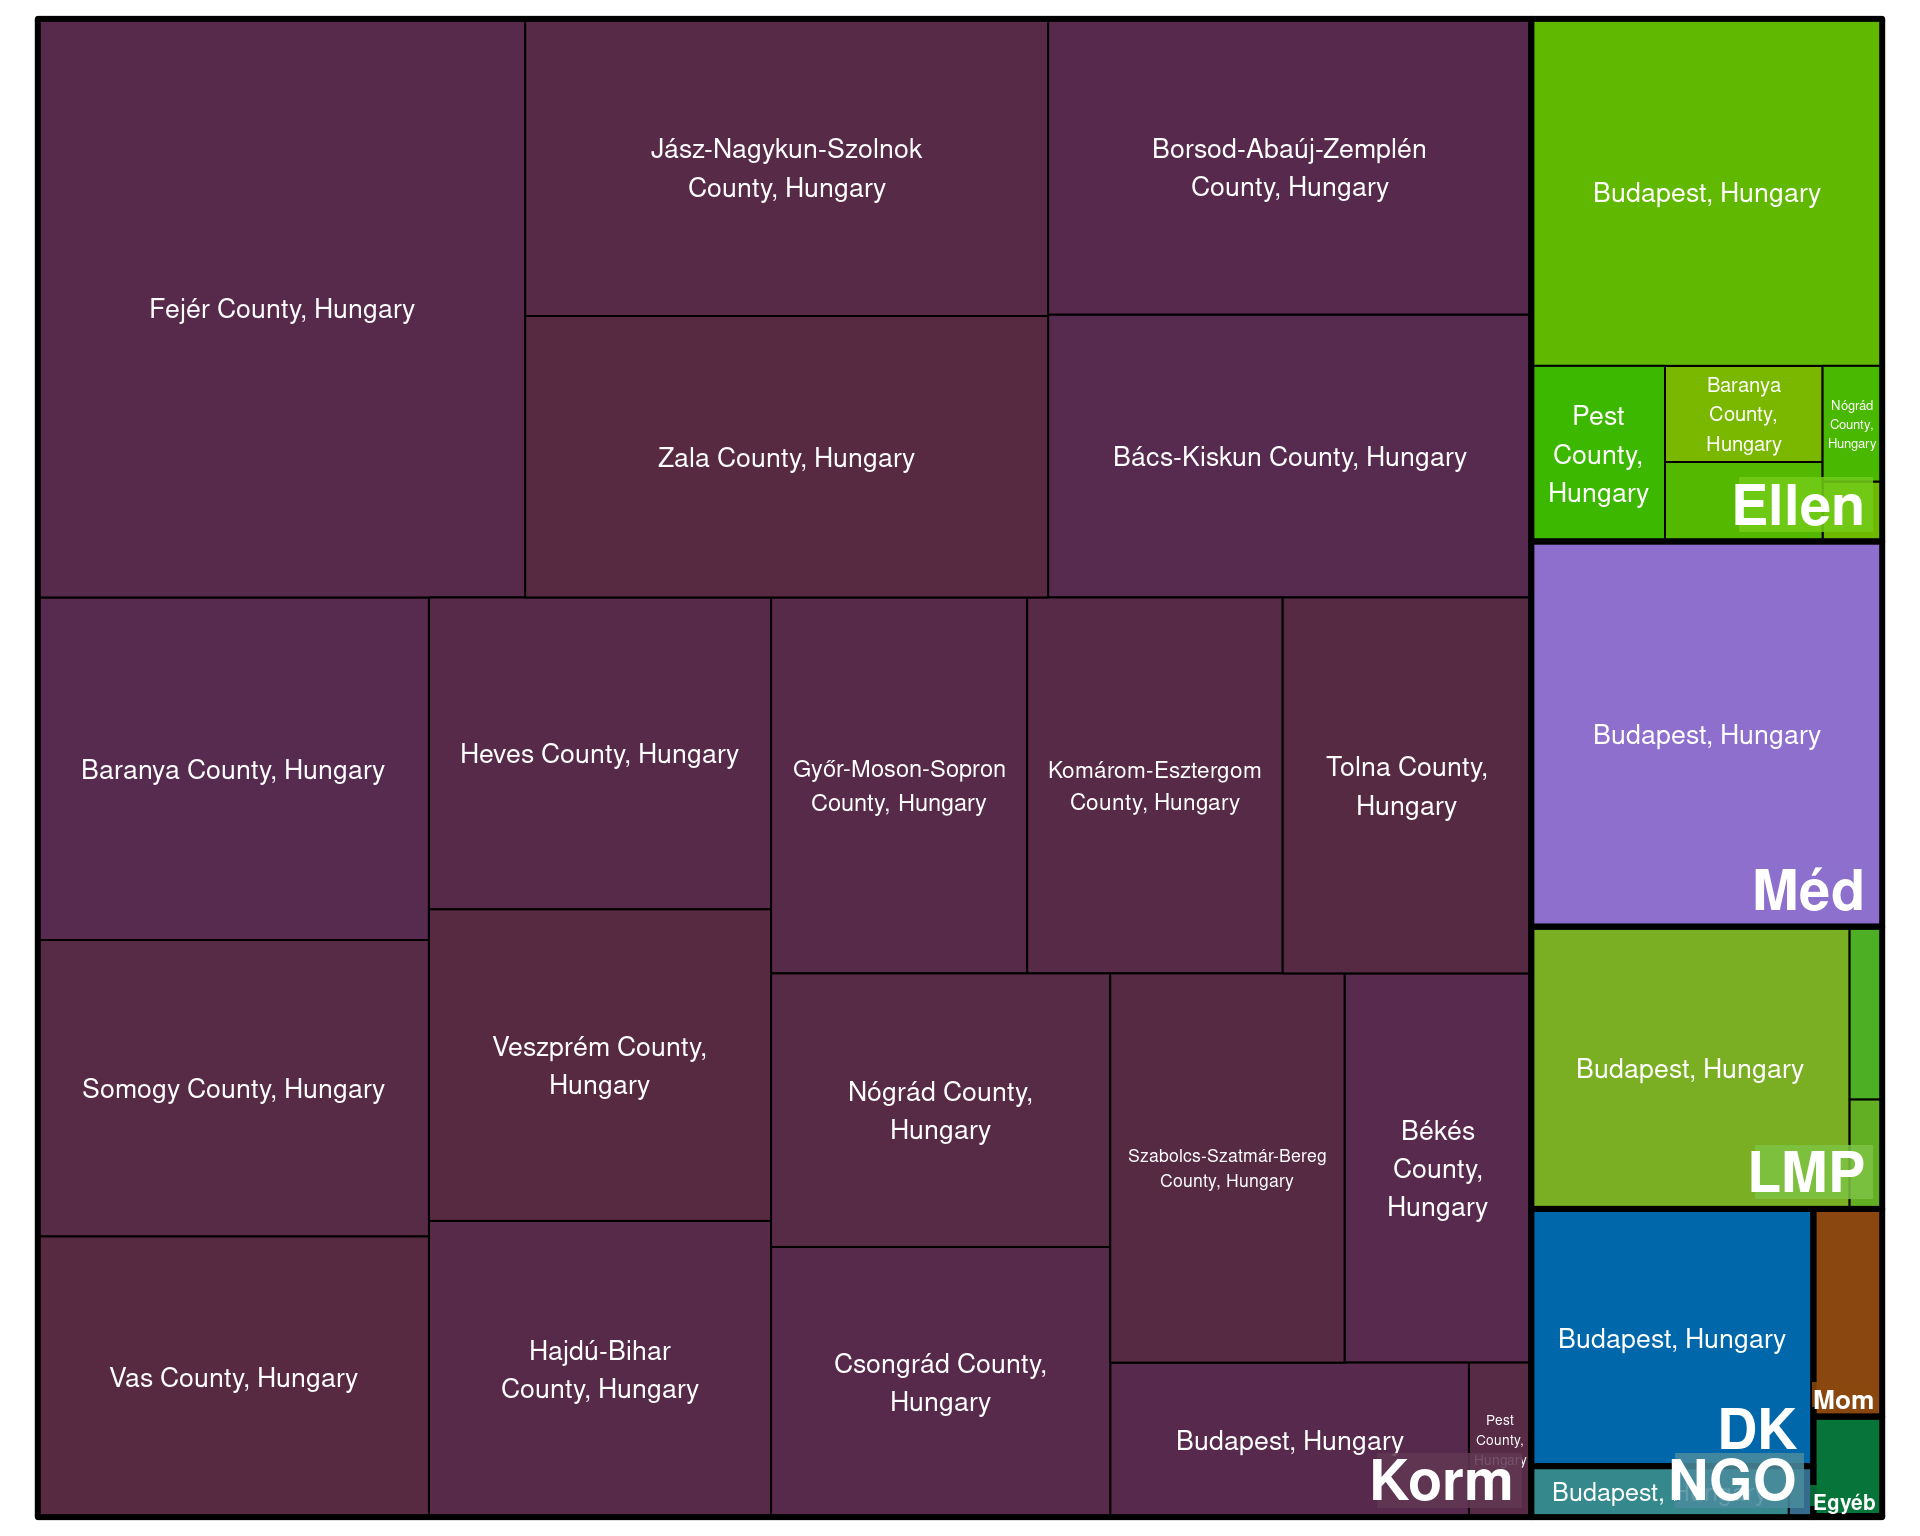 Fejér County, Hungary
Jász-Nagykun-Szolnok
County, Hungary
Zala County, Hungary
Borsod-Abaúj-Zemplén
County, Hungary
Bács-Kiskun County, Hungary
Baranya County, Hungary
Somogy County, Hungary
Vas County, Hungary
Heves County, Hungary
Veszprém County,
Hungary
Hajdú-Bihar
County, Hungary
Győr-Moson-Sopron
County, Hungary
Komárom-Esztergom
County, Hungary
Tolna County,
Hungary
Nógrád County,
Hungary
Csongrád County,
Hungary
Szabolcs-Szatmár-Bereg
County, Hungary
Békés
County,
Hungary
Budapest, Hungary
Pest
County,
Hungary
Korm
Budapest, Hungary
Pest
County,
Hungary
Baranya
County,
Hungary
Nógrád
County,
Hungary
Ellen
Budapest, Hungary
Méd
Budapest, Hungary
LMP
Budapest, Hungary
DK
Mom
Budapest, Hungary
NGO
Egyéb